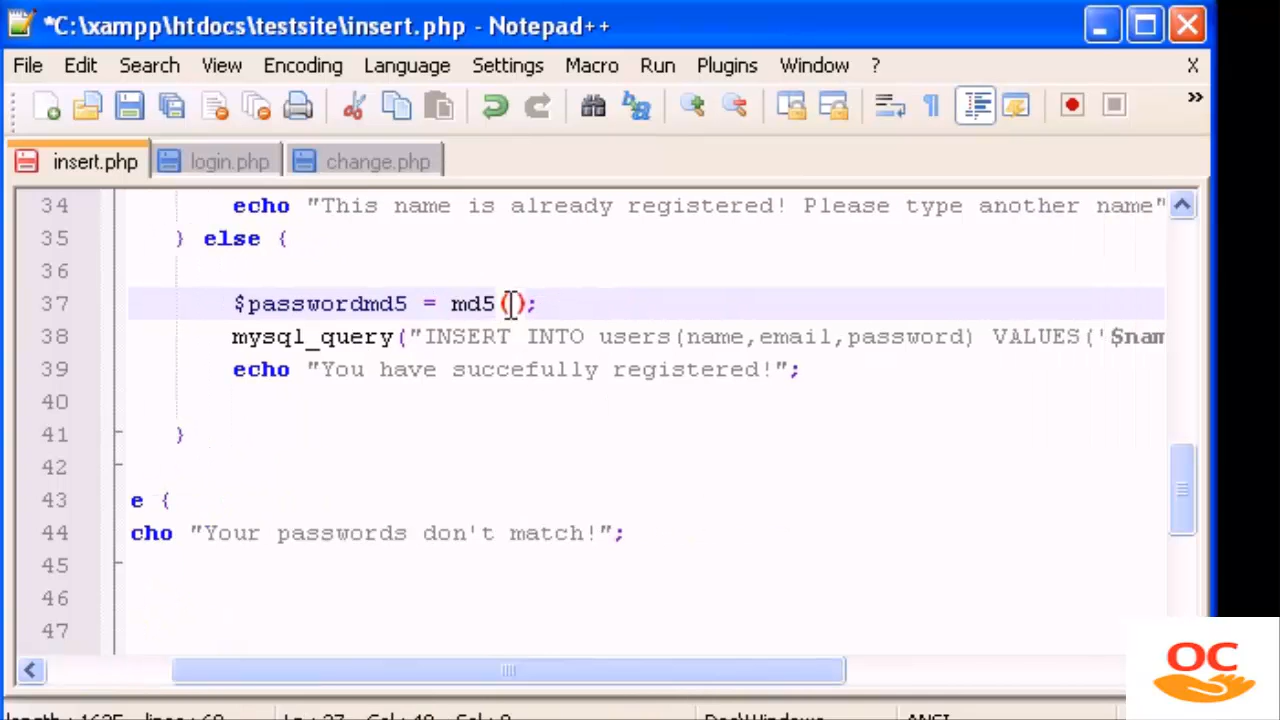 *C:\xampp\htdocs\testsite\insert.php - Notepad++
File Edit Search View Encoding Language Settings Macro Run Plugins Window ? X
insert.php login.php change.php
34 echo "This name is already registered! Please type another name"
35 } else {
36
37 $passwordmd5 = md5();
38 mysql_query("INSERT INTO users(name,email,password) VALUES('$nam
39 echo "You have succefully registered!";
40
41 }
42
43 e {
44 cho "Your passwords don't match!";
45
46
47
OC